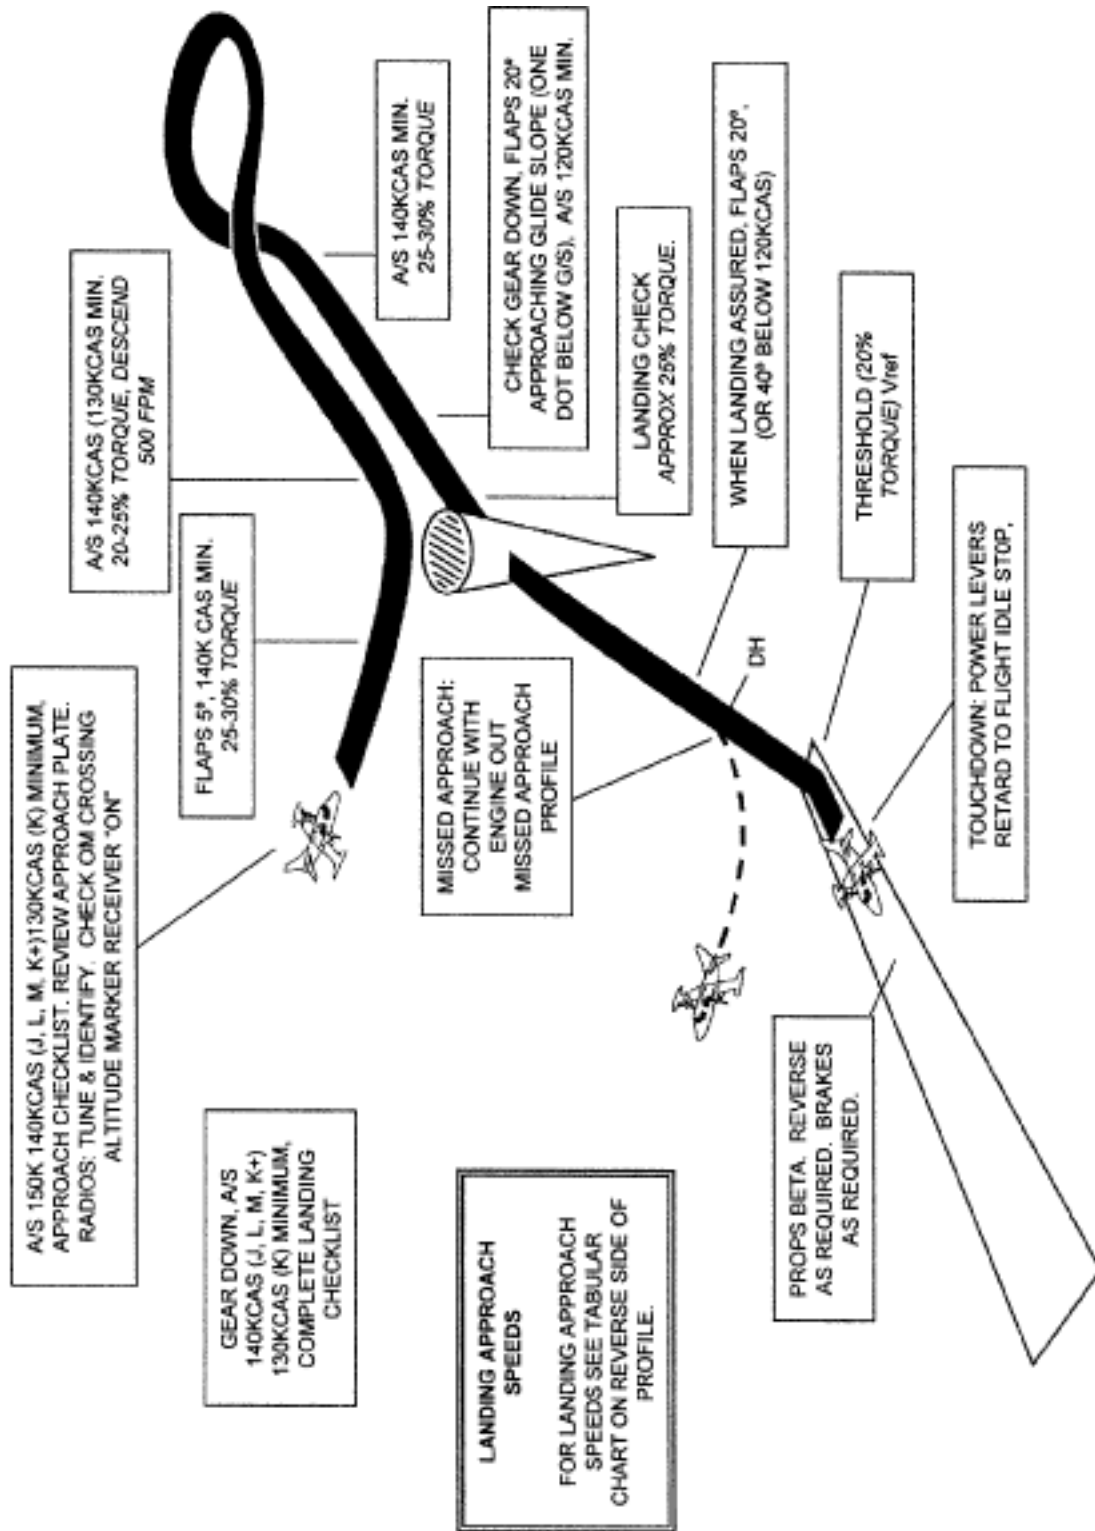 A/S 150K 140KCAS (J, L, M, K+)130KCAS (K) MINIMUM,
APPROACH CHECKLIST. REVIEW APPROACH PLATE.
RADIOS: TUNE & IDENTIFY. CHECK OM CROSSING
ALTITUDE MARKER RECEIVER "ON"
FLAPS 5º, 140K CAS MIN.
25-30% TORQUE
A/S 140KCAS (130KCAS MIN.
20-25% TORQUE, DESCEND
500 FPM
A/S 140KCAS MIN.
25-30% TORQUE
GEAR DOWN, A/S
140KCAS (J, L, M, K+)
130KCAS (K) MINIMUM,
COMPLETE LANDING
CHECKLIST
CHECK GEAR DOWN, FLAPS 20º
APPROACHING GLIDE SLOPE (ONE
DOT BELOW G/S), A/S 120KCAS MIN.
MISSED APPROACH:
CONTINUE WITH
ENGINE OUT
MISSED APPROACH
PROFILE
LANDING CHECK
APPROX 25% TORQUE.
LANDING APPROACH
SPEEDS
FOR LANDING APPROACH
SPEEDS SEE TABULAR
CHART ON REVERSE SIDE OF
PROFILE.
WHEN LANDING ASSURED, FLAPS 20º,
(OR 40º BELOW 120KCAS)
DH
THRESHOLD (20%
TORQUE) Vref
PROPS BETA. REVERSE
AS REQUIRED. BRAKES
AS REQUIRED.
TOUCHDOWN: POWER LEVERS
RETARD TO FLIGHT IDLE STOP,